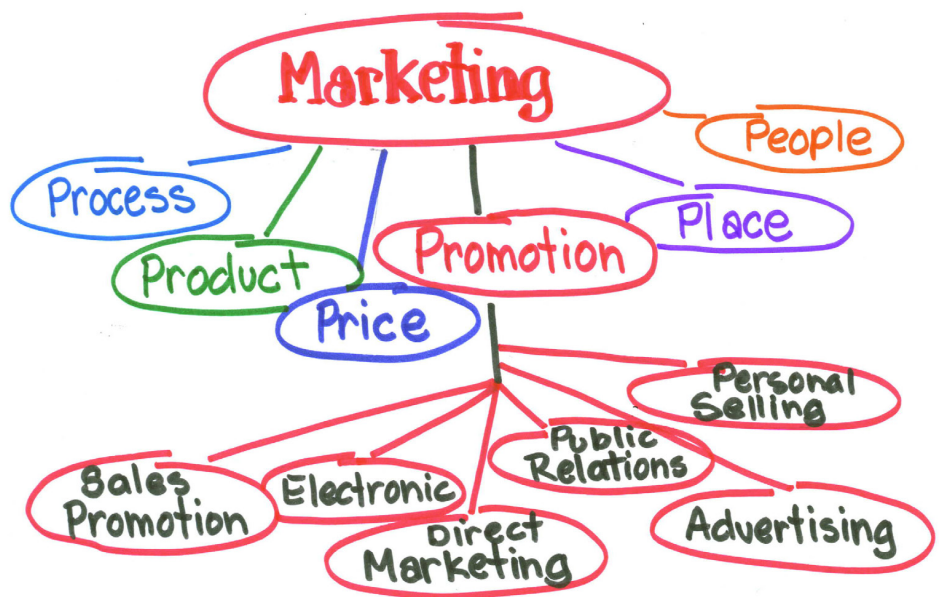 Marketing
People
Process
Place
Product
Promotion
Price
Personal
Selling
Public
Relations
Sales
Promotion
Electronic
Direct
Marketing
Advertising